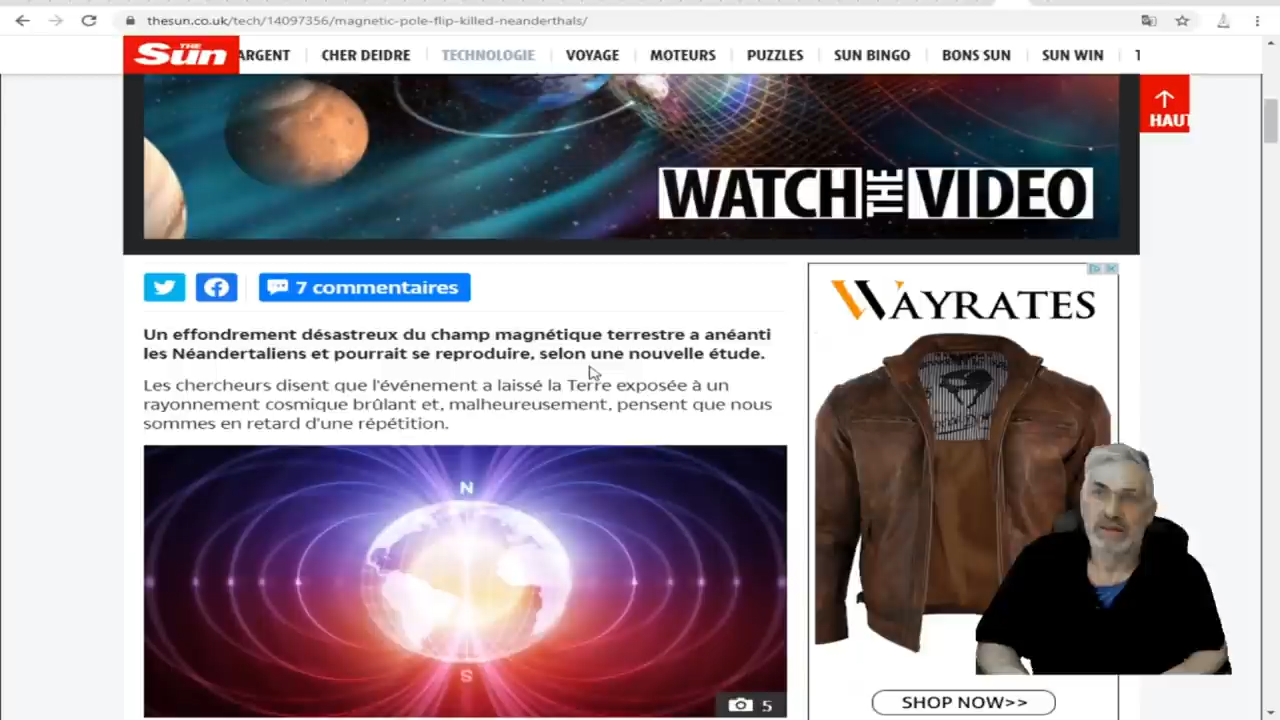 thesun.co.uk/tech/14097356/magnetic-pole-flip-killed-neanderthals/
THE Sun
ARGENT
CHER DEIDRE
TECHNOLOGIE
VOYAGE
MOTEURS
PUZZLES
SUN BINGO
BONS SUN
SUN WIN
HAUT
WATCH THE VIDEO
7 commentaires
Un effondrement désastreux du champ magnétique terrestre a anéanti
les Néandertaliens et pourrait se reproduire, selon une nouvelle étude.
Les chercheurs disent que l'événement a laissé la Terre exposée à un
rayonnement cosmique brûlant et, malheureusement, pensent que nous
sommes en retard d'une répétition.
N
S
5
WAYRATES
SHOP NOW>>